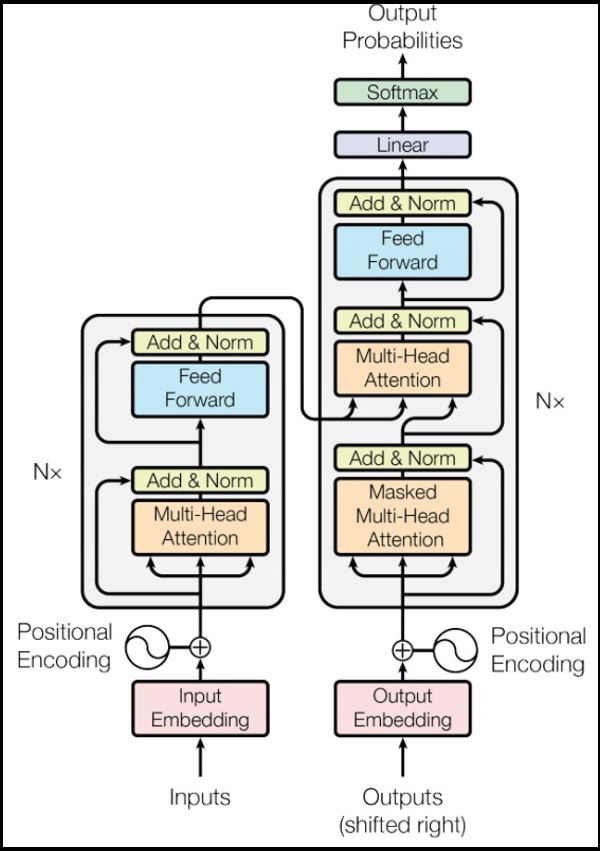 Output
Probabilities
Softmax
Linear
Add & Norm
Feed
Forward
Add & Norm
Multi-Head
Attention
Add & Norm
Masked
Multi-Head
Attention
N×
Add & Norm
Feed
Forward
Add & Norm
Multi-Head
Attention
N×
Positional
Encoding
Positional
Encoding
Input
Embedding
Output
Embedding
Inputs
Outputs
(shifted right)